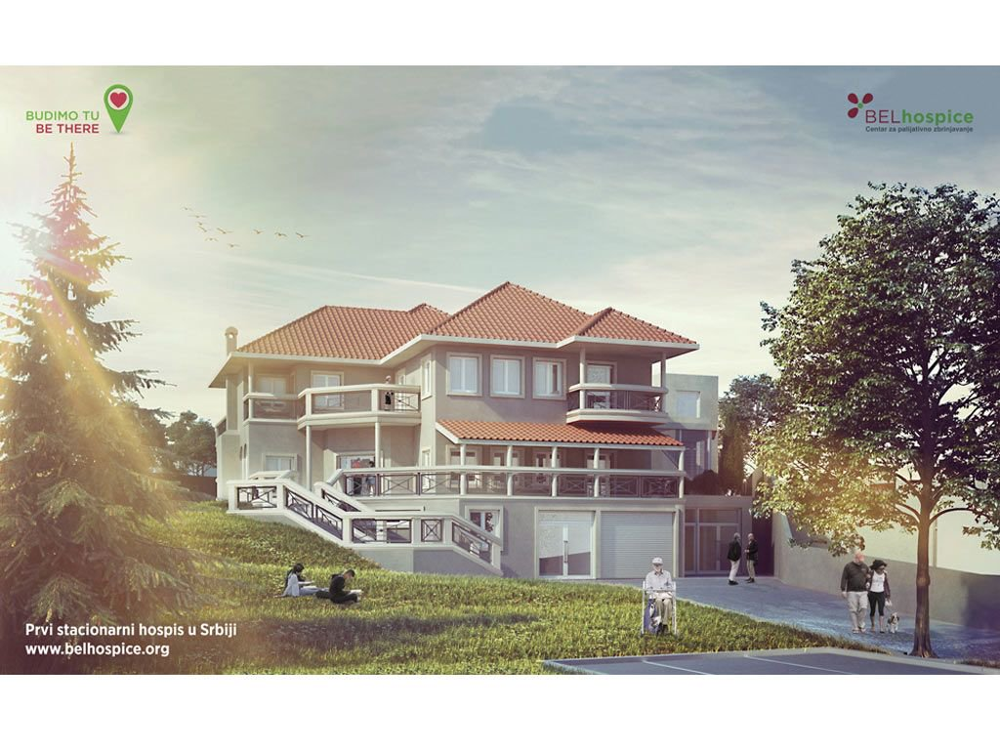 BUDIMO TU
BE THERE
BELhospice
Centar za palijativno zbrinjavanje
Prvi stacionarni hospis u Srbiji
www.belhospice.org